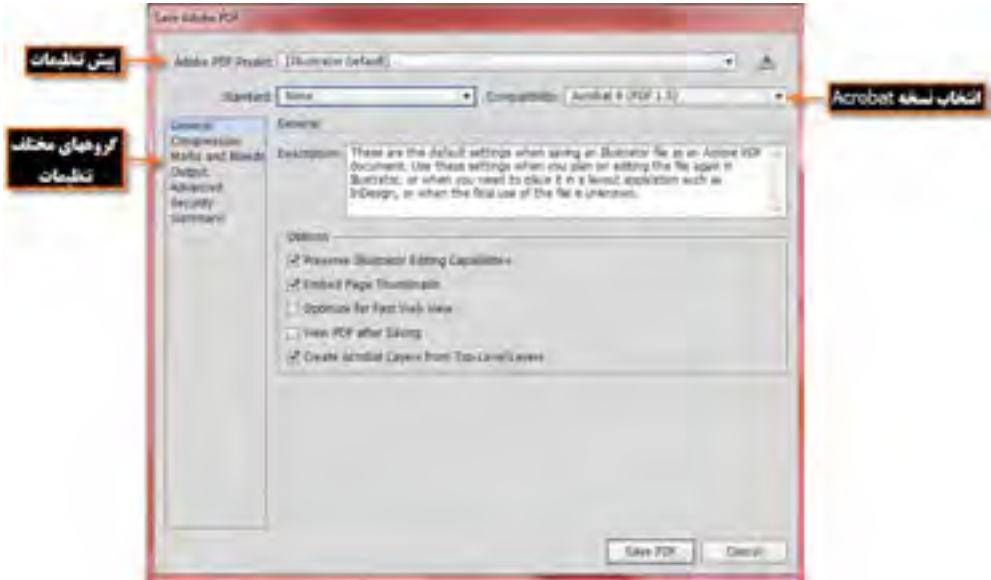 Save Adobe PDF
پیش تنظیمات
Adobe PDF Preset: [Illustrator Default]
Standard: None
Compatibility: Acrobat 6 (PDF 1.5)
انتخاب نسخه Acrobat
گروههای مختلف
تنظیمات
General
Compression
Marks and Bleeds
Output
Advanced
Security
Summary
General
Description: These are the default settings when saving an Illustrator file as an Adobe PDF
document. Use these settings when you plan on editing the file again in
Illustrator, or when you need to place it in a layout application such as
InDesign, or when the final use of the file is unknown.
Options
Preserve Illustrator Editing Capabilities
Embed Page Thumbnails
Optimize for Fast Web View
View PDF after Saving
Create Acrobat Layers from Top-Level Layers
Save PDF
Cancel